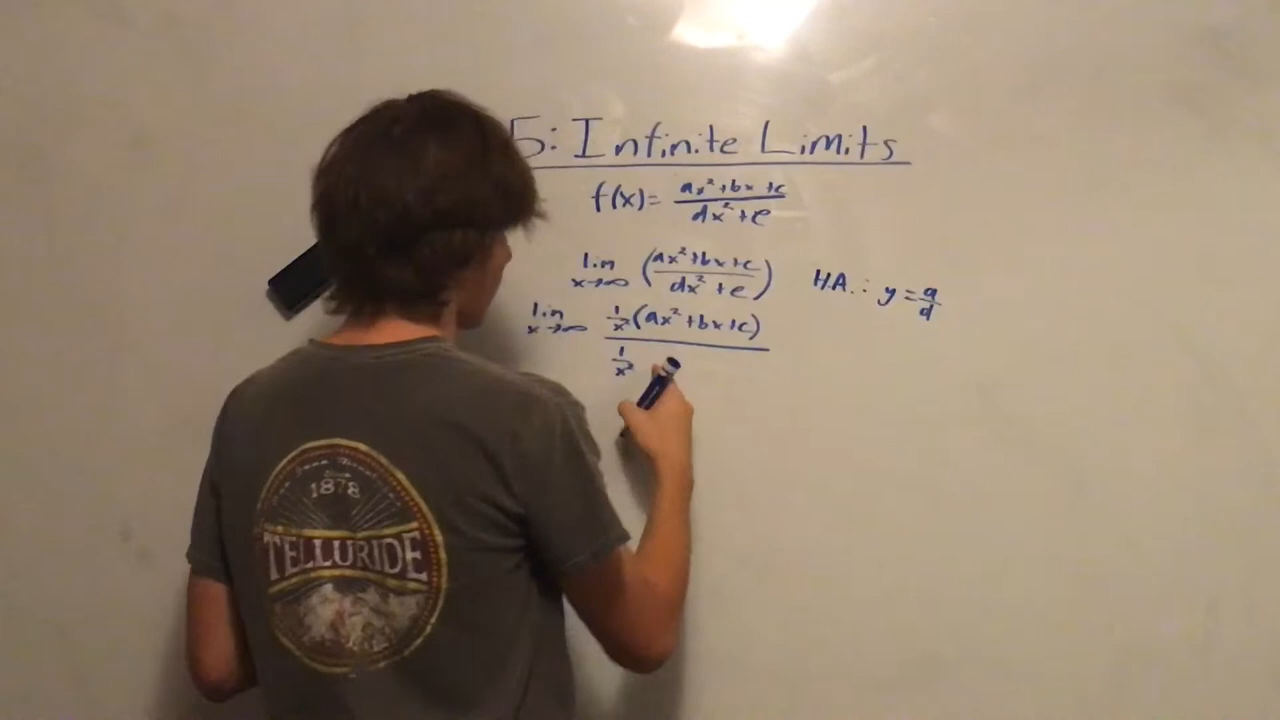 5: Infinite Limits
f(x) = (ax²+bx+c)/(dx²+e)
lim x→∞ ((ax²+bx+c)/(dx²+e)) H.A.: y = a/d
lim x→∞ (1/x² (ax²+bx+c))/(1/x²
Since
1878
TELLURIDE